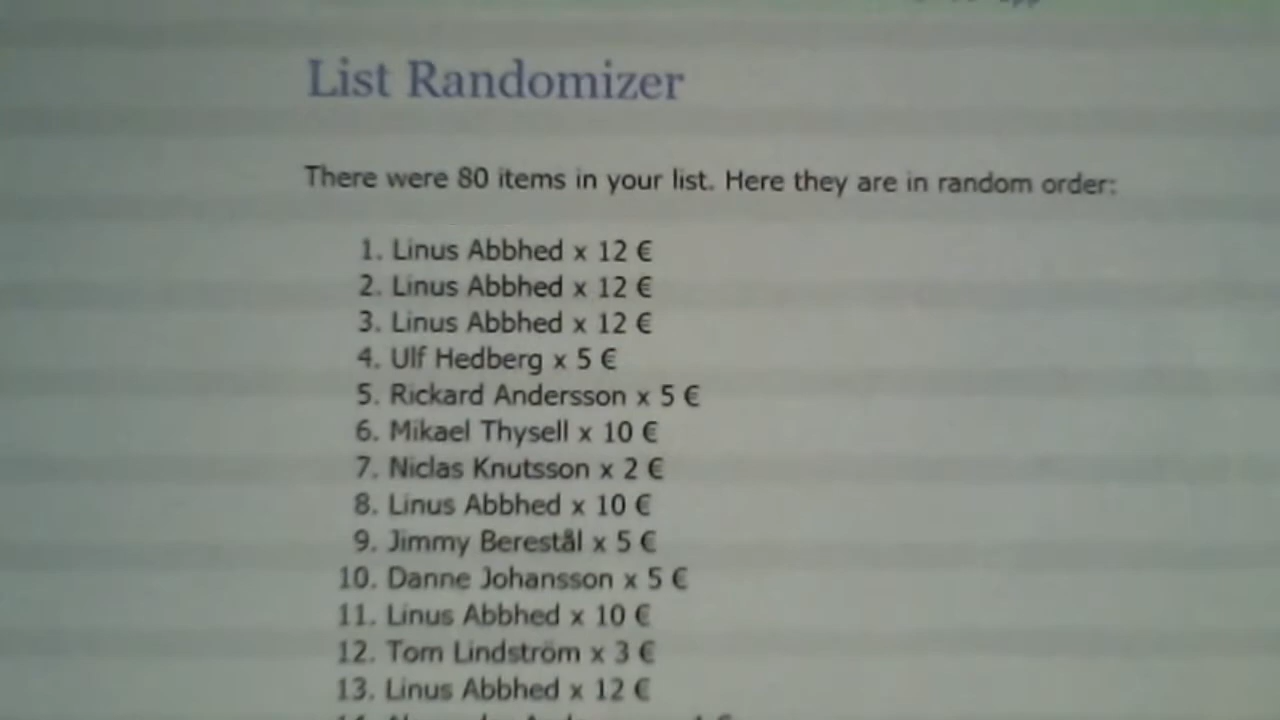 List Randomizer
There were 80 items in your list. Here they are in random order:
1. Linus Abbhed x 12 €
2. Linus Abbhed x 12 €
3. Linus Abbhed x 12 €
4. Ulf Hedberg x 5 €
5. Rickard Andersson x 5 €
6. Mikael Thysell x 10 €
7. Niclas Knutsson x 2 €
8. Linus Abbhed x 10 €
9. Jimmy Berestål x 5 €
10. Danne Johansson x 5 €
11. Linus Abbhed x 10 €
12. Tom Lindström x 3 €
13. Linus Abbhed x 12 €